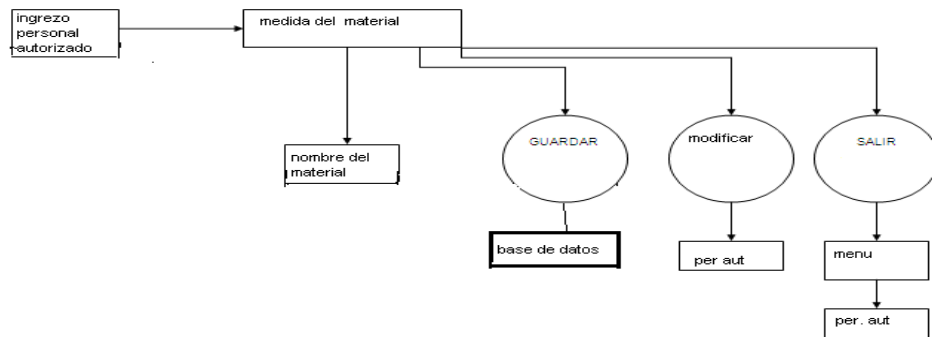 ingrezo
personal
autorizado
medida del material
nombre del
material
GUARDAR
modificar
SALIR
base de datos
per aut
menu
per. aut